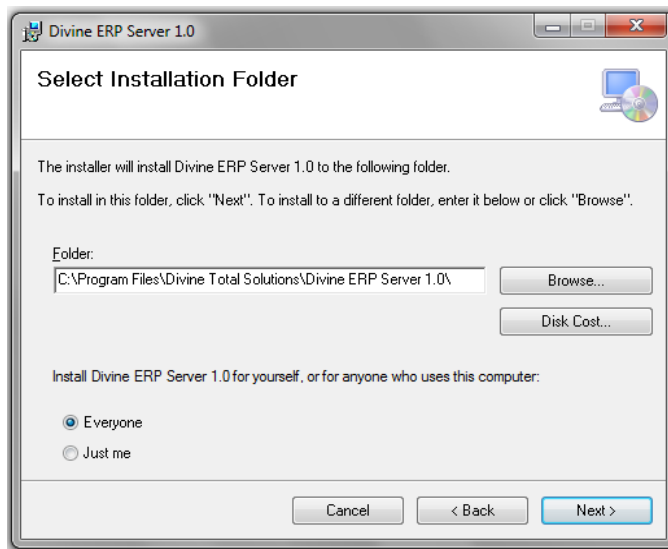 Divine ERP Server 1.0
Select Installation Folder
The installer will install Divine ERP Server 1.0 to the following folder.
To install in this folder, click "Next". To install to a different folder, enter it below or click "Browse".
Folder:
C:\Program Files\Divine Total Solutions\Divine ERP Server 1.0\
Browse...
Disk Cost...
Install Divine ERP Server 1.0 for yourself, or for anyone who uses this computer:
Everyone
Just me
Cancel
< Back
Next >